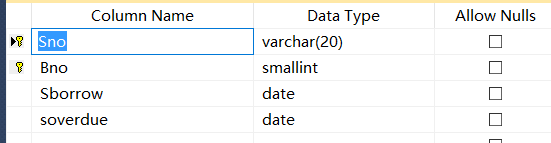 Column Name Data Type Allow Nulls
Sno varchar(20)
Bno smallint
Sborrow date
soverdue date